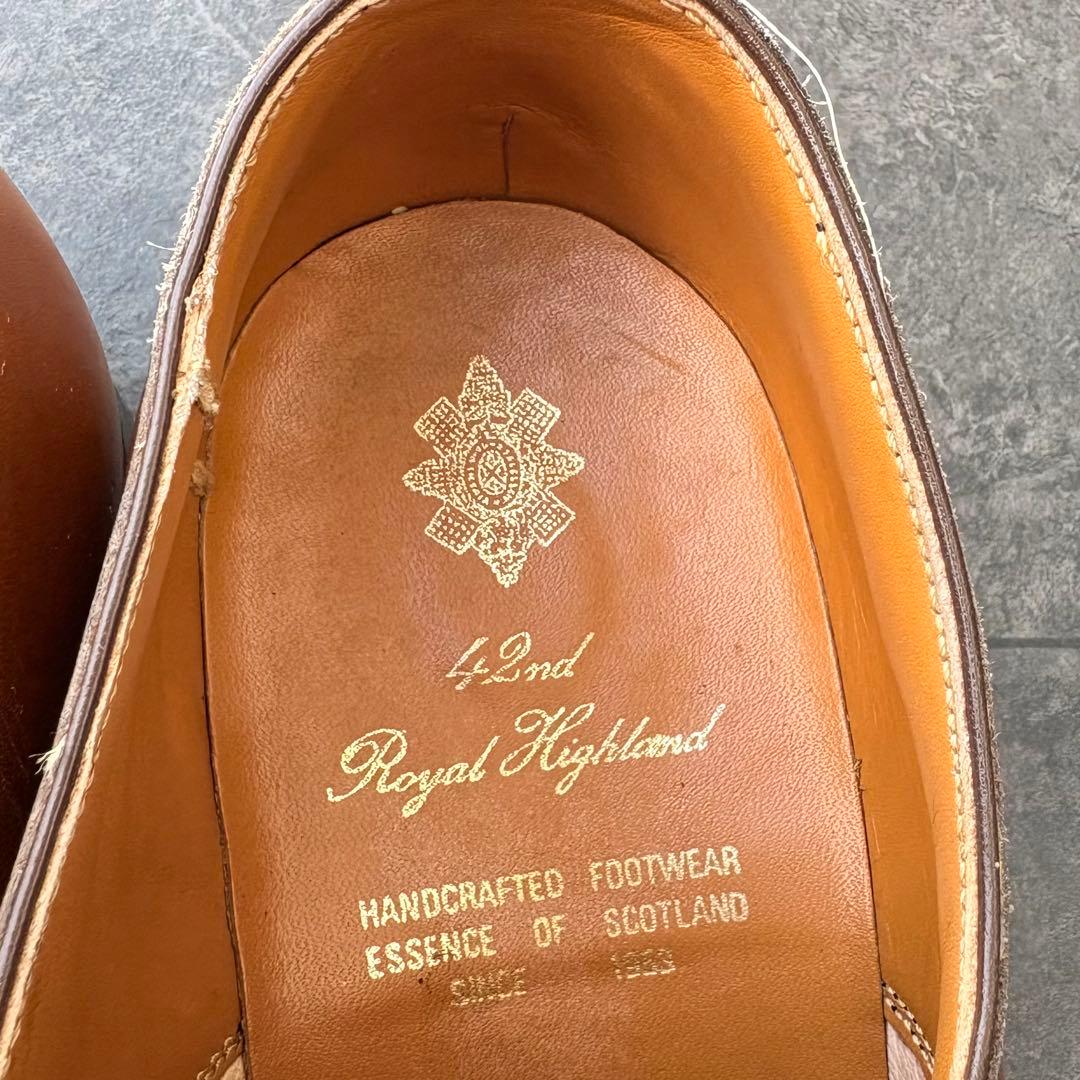 42nd
Royal Highland
HANDCRAFTED FOOTWEAR
ESSENCE OF SCOTLAND
SINCE